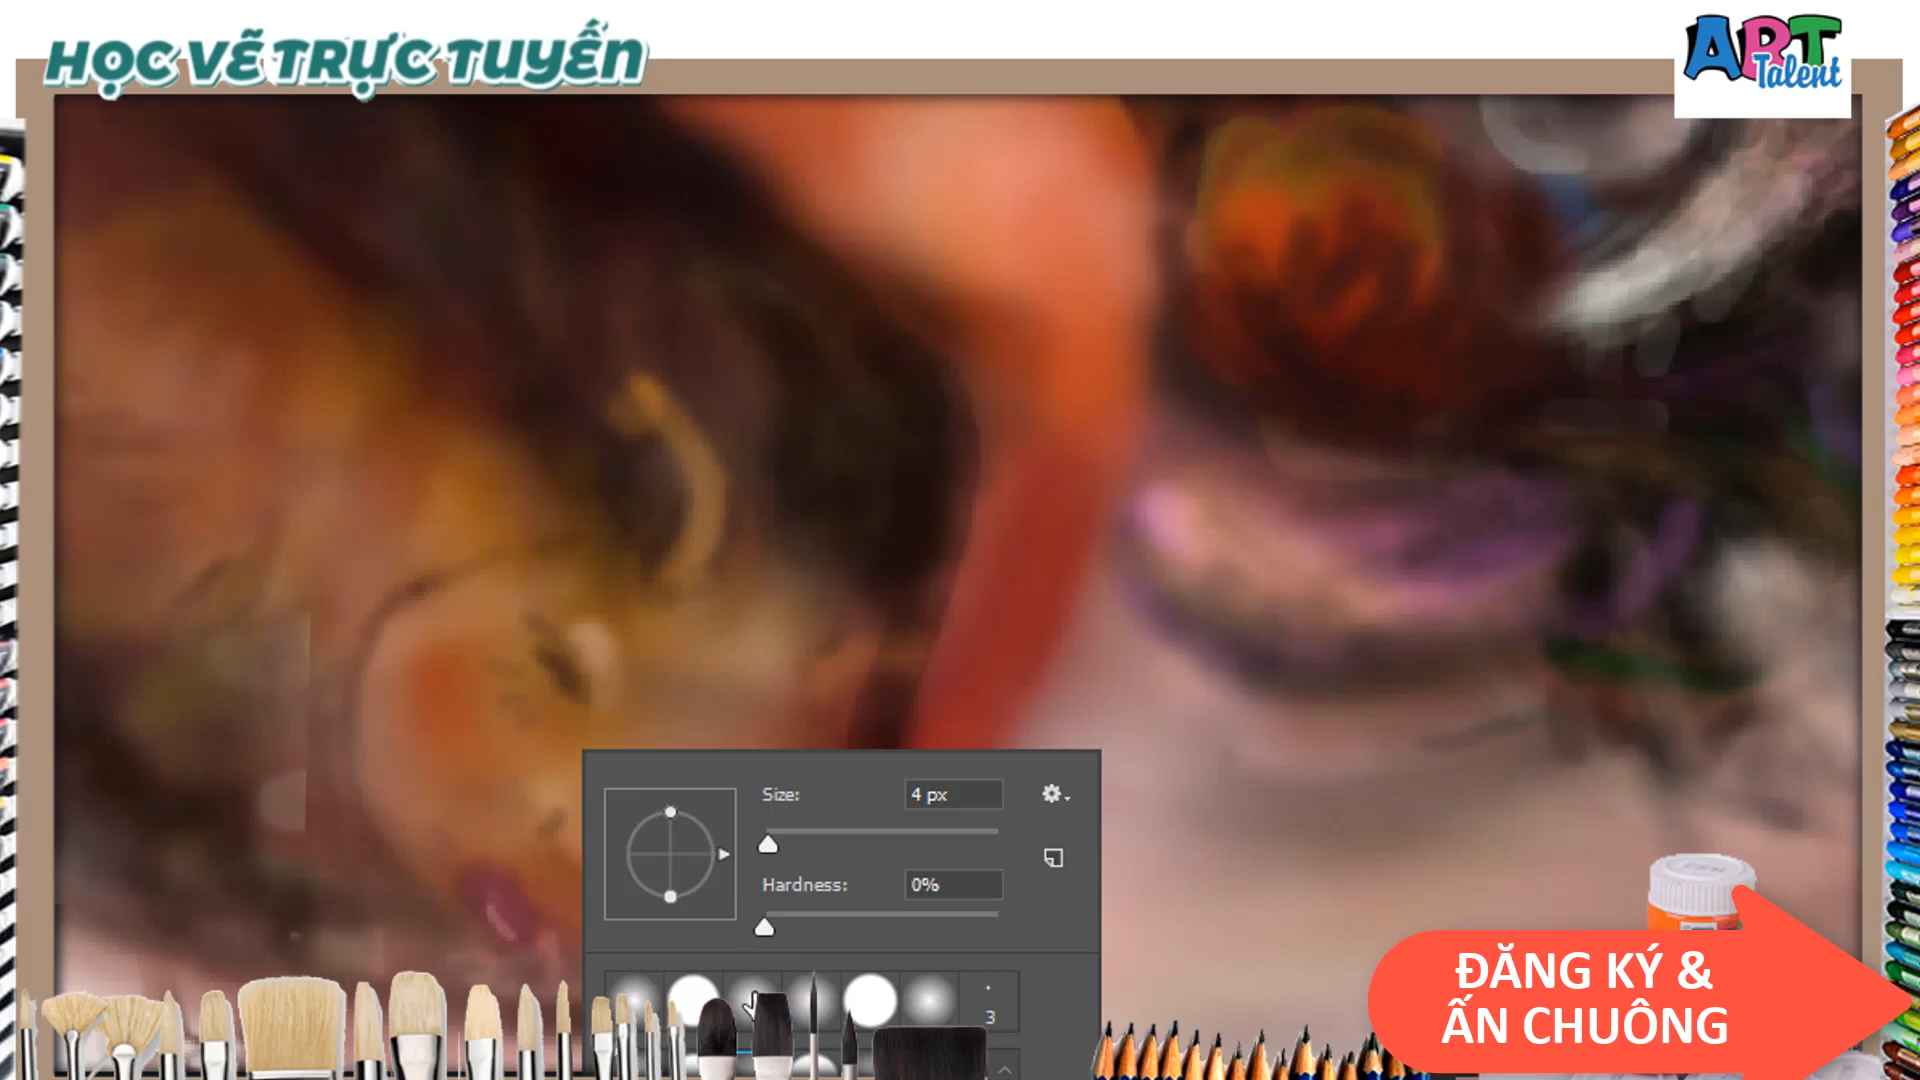 HỌC VẼ TRỰC TUYẾN
ART
Talent
Size:
4 px
Hardness:
0%
3
ĐĂNG KÝ &
ẤN CHUÔNG